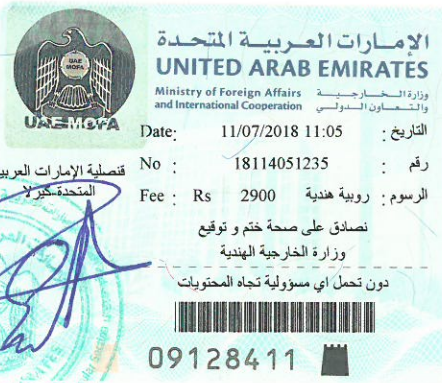 الإمارات العربية المتحدة
UNITED ARAB EMIRATES
Ministry of Foreign Affairs and International Cooperation
وزارة الخارجية والتعاون الدولي
UAE MOFA
UAE MOFA
Date: 11/07/2018 11:05 التاريخ :
No : 18114051235 رقم :
Fee : Rs 2900 روبية هندية الرسوم :
قنصلية الإمارات العربية
المتحدة-كيرلا
نصادق على صحة ختم و توقيع
وزارة الخارجية الهندية
دون تحمل اي مسؤولية تجاه المحتويات
09128411